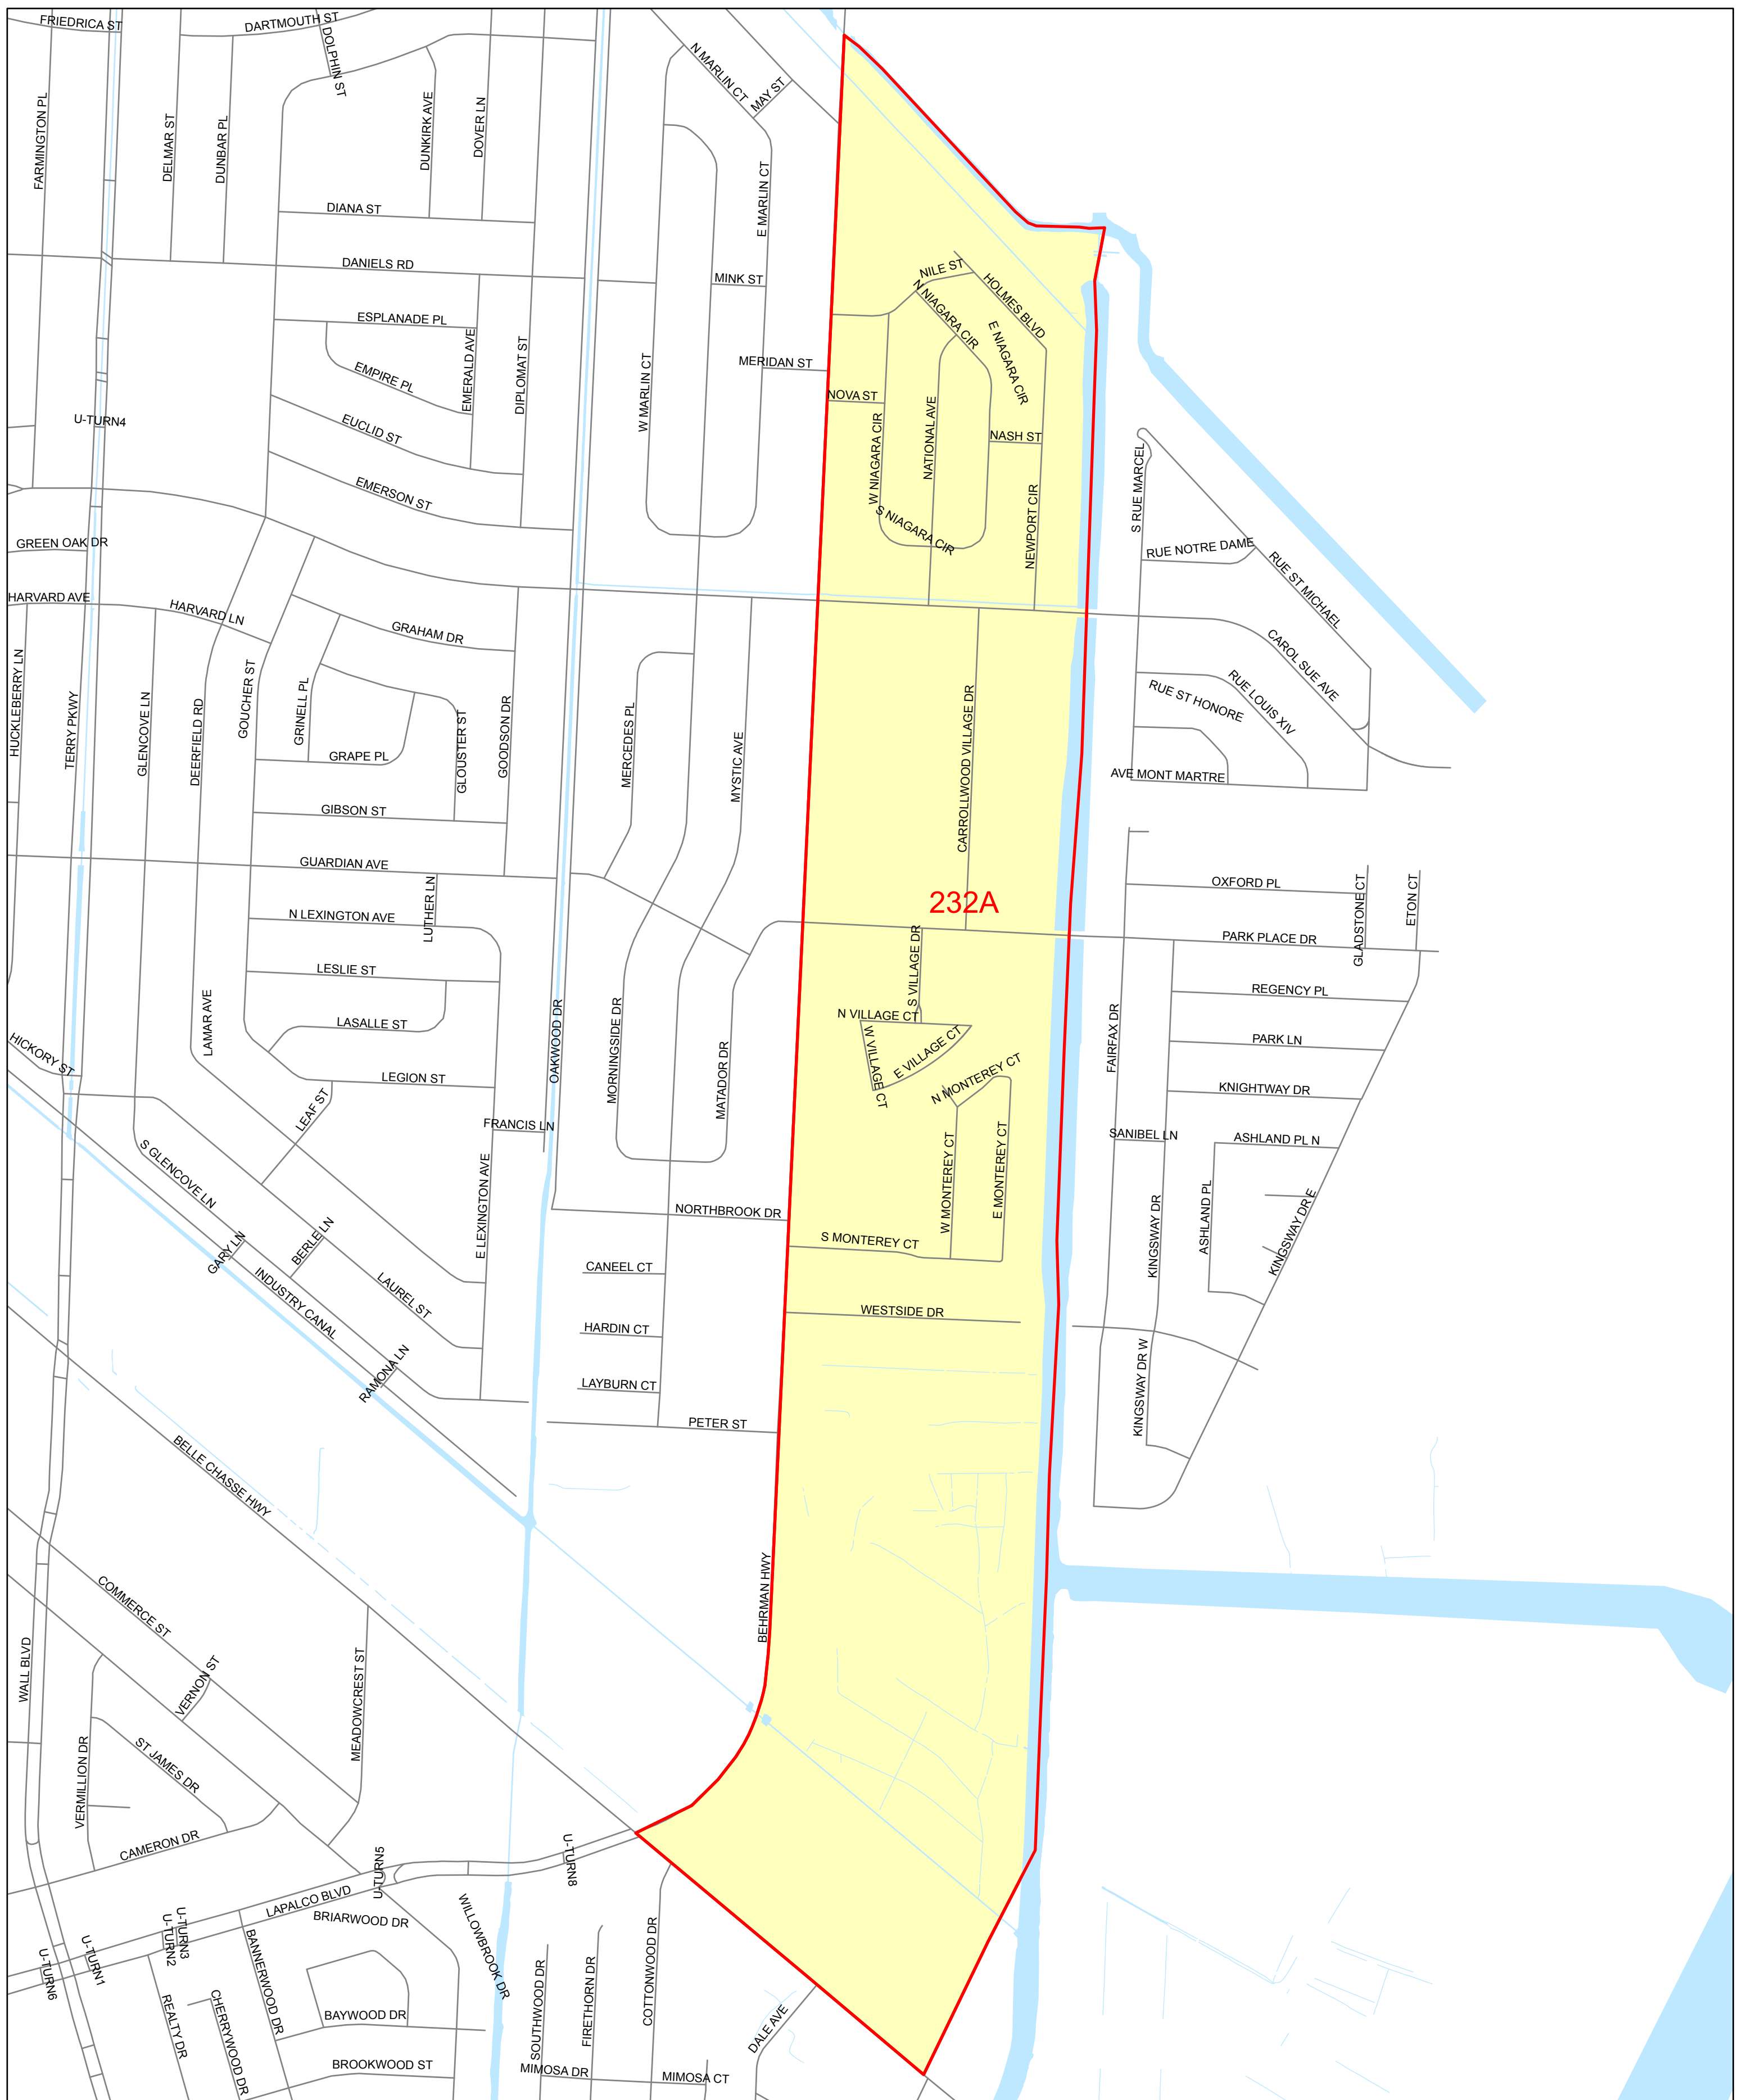 FRIEDRICA ST
DARTMOUTH ST
DOLPHIN ST
N MARLIN CT
MAY ST
FARMINGTON PL
DELMAR ST
DUNBAR PL
DUNKIRK AVE
DOVER LN
E MARLIN CT
DIANA ST
DANIELS RD
MINK ST
NILE ST
HOLMES BLVD
N NIAGARA CIR
E NIAGARA CIR
ESPLANADE PL
EMERALD AVE
DIPLOMAT ST
EMPIRE PL
W MARLIN CT
MERIDAN ST
NOVA ST
W NIAGARA CIR
NATIONAL AVE
NASH ST
U-TURN4
EUCLID ST
EMERSON ST
S NIAGARA CIR
NEWPORT CIR
S RUE MARCEL
RUE NOTRE DAME
RUE ST MICHAEL
GREEN OAK DR
HARVARD AVE
HARVARD LN
GRAHAM DR
CAROL SUE AVE
HUCKLEBERRY LN
TERRY PKWY
GLENCOVE LN
DEERFIELD RD
GOUCHER ST
GRINELL PL
GLOUSTER ST
GOODSON DR
MERCEDES PL
MYSTIC AVE
CARROLLWOOD VILLAGE DR
RUE ST HONORE
RUE LOUIS XIV
GRAPE PL
AVE MONT MARTRE
GIBSON ST
GUARDIAN AVE
LUTHER LN
N LEXINGTON AVE
232A
OXFORD PL
GLADSTONE CT
ETON CT
PARK PLACE DR
LESLIE ST
S VILLAGE DR
REGENCY PL
LAMAR AVE
LASALLE ST
OAKWOOD DR
MORNINGSIDE DR
MATADOR DR
N VILLAGE CT
W VILLAGE CT
E VILLAGE CT
FAIRFAX DR
PARK LN
HICKORY ST
LEGION ST
N MONTEREY CT
KNIGHTWAY DR
LEAF ST
FRANCIS LN
SANIBEL LN
ASHLAND PL N
S GLENCOVE LN
E LEXINGTON AVE
W MONTEREY CT
E MONTEREY CT
KINGSWAY DR
ASHLAND PL
KINGSWAY DR E
NORTHBROOK DR
GARY LN
BERLE LN
S MONTEREY CT
CANEEL CT
INDUSTRY CANAL
LAUREL ST
WESTSIDE DR
HARDIN CT
RAMONA LN
LAYBURN CT
KINGSWAY DR W
PETER ST
BELLE CHASSE HWY
BEHRMAN HWY
COMMERCE ST
WALL BLVD
VERNON ST
MEADOWCREST ST
VERMILLION DR
ST JAMES DR
CAMERON DR
U-TURN5
U-TURN8
LAPALCO BLVD
BRIARWOOD DR
WILLOWBROOK DR
U-TURN3
U-TURN2
U-TURN1
U-TURN6
BANNERWOOD DR
SOUTHWOOD DR
FIRETHORN DR
COTTONWOOD DR
REALTY DR
CHERRYWOOD DR
BAYWOOD DR
DALE AVE
BROOKWOOD ST
MIMOSA DR
MIMOSA CT